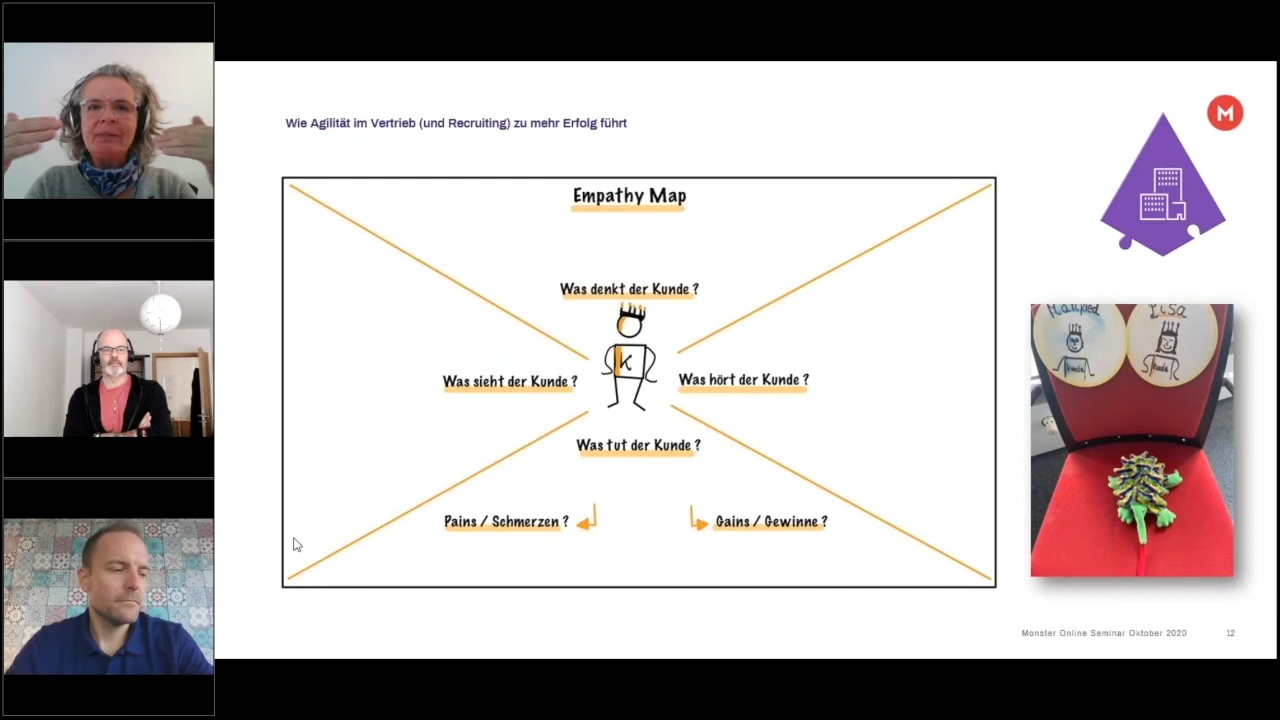 Wie Agilität im Vertrieb (und Recruiting) zu mehr Erfolg führt
M
Empathy Map
Was denkt der Kunde ?
K
Was sieht der Kunde ?
Was hört der Kunde ?
Was tut der Kunde ?
Pains / Schmerzen ?
Gains / Gewinne ?
Lisa
Kunde
Monster Online Seminar Oktober 2020
12